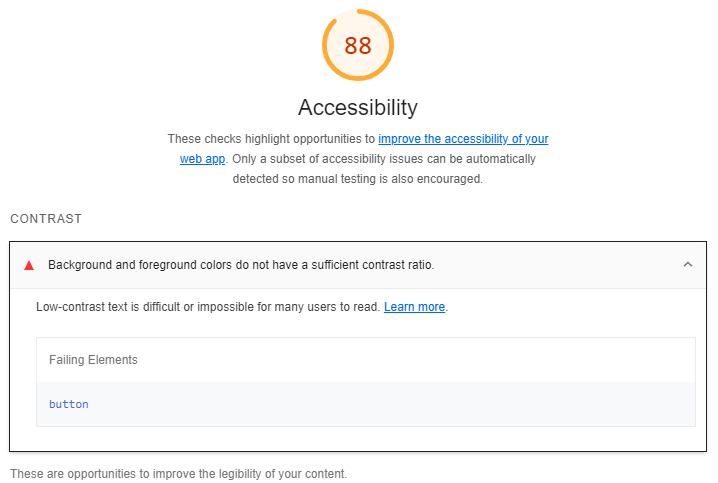 88
Accessibility
These checks highlight opportunities to improve the accessibility of your
web app. Only a subset of accessibility issues can be automatically
detected so manual testing is also encouraged.
CONTRAST
Background and foreground colors do not have a sufficient contrast ratio.
Low-contrast text is difficult or impossible for many users to read. Learn more.
Failing Elements
button
These are opportunities to improve the legibility of your content.